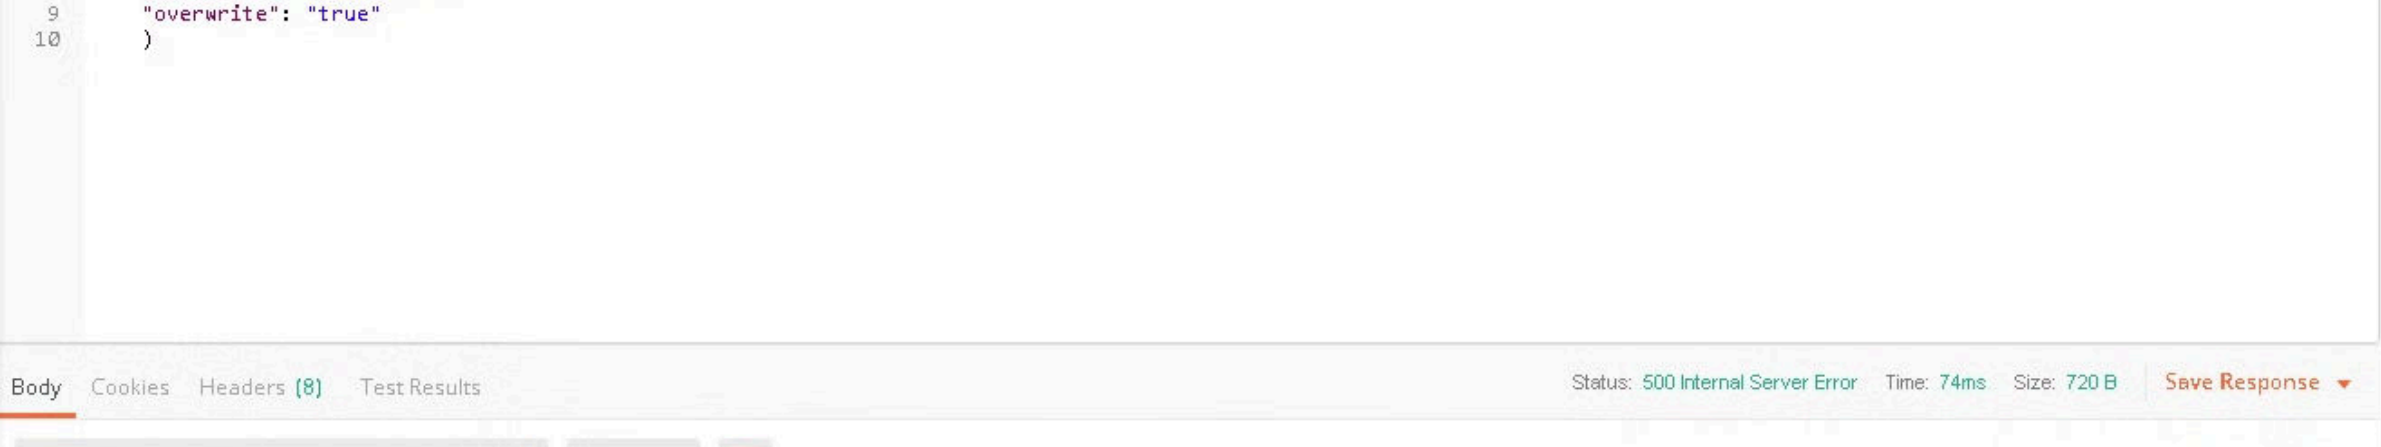 9 "overwrite": "true"
10 )
Body Cookies Headers (8) Test Results Status: 500 Internal Server Error Time: 74ms Size: 720 B Save Response